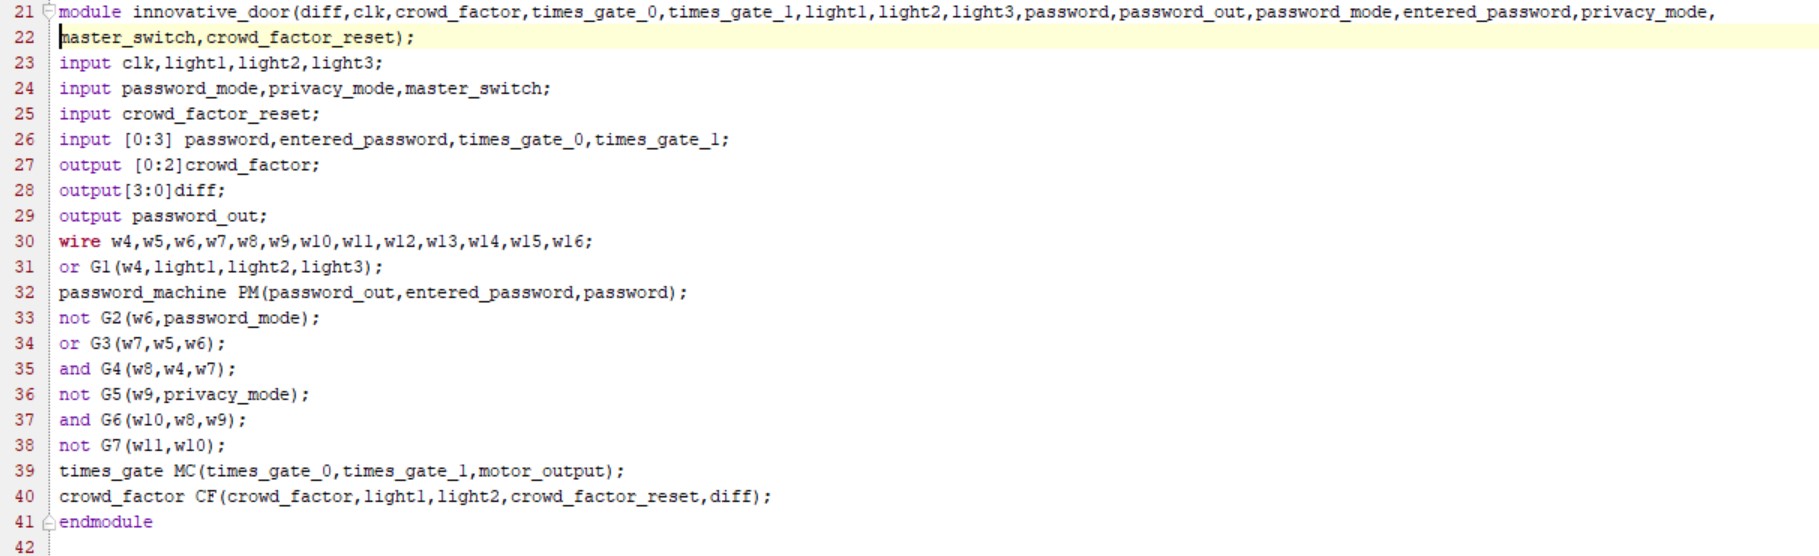 21 module innovative_door(diff,clk,crowd_factor,times_gate_0,times_gate_1,light1,light2,light3,password,password_out,password_mode,entered_password,privacy_mode,
22 master_switch,crowd_factor_reset);
23 input clk,light1,light2,light3;
24 input password_mode,privacy_mode,master_switch;
25 input crowd_factor_reset;
26 input [0:3] password,entered_password,times_gate_0,times_gate_1;
27 output [0:2]crowd_factor;
28 output[3:0]diff;
29 output password_out;
30 wire w4,w5,w6,w7,w8,w9,w10,w11,w12,w13,w14,w15,w16;
31 or G1(w4,light1,light2,light3);
32 password_machine PM(password_out,entered_password,password);
33 not G2(w6,password_mode);
34 or G3(w7,w5,w6);
35 and G4(w8,w4,w7);
36 not G5(w9,privacy_mode);
37 and G6(w10,w8,w9);
38 not G7(w11,w10);
39 times_gate MC(times_gate_0,times_gate_1,motor_output);
40 crowd_factor CF(crowd_factor,light1,light2,crowd_factor_reset,diff);
41 endmodule
42